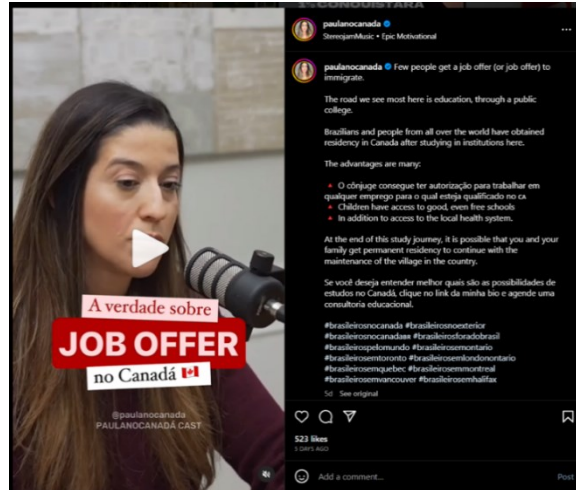 A verdade sobre
JOB OFFER
no Canadá 🇨🇦
@paulanocanada
PAULANOCANADÁ CAST
paulanocanada
StereojamMusic • Epic Motivational
paulanocanada Few people get a job offer (or job offer) to
immigrate.
The road we see most here is education, through a public
college.
Brazilians and people from all over the world have obtained
residency in Canada after studying in institutions here.
The advantages are many:
🔺 O cônjuge consegue ter autorização para trabalhar em
qualquer emprego para o qual esteja qualificado no CA
🔺 Children have access to good, even free schools
🔺 In addition to access to the local health system.
At the end of this study journey, it is possible that you and your
family get permanent residency to continue with the
maintenance of the village in the country.
Se você deseja entender melhor quais são as possibilidades de
estudos no Canadá, clique no link da minha bio e agende uma
consultoria educacional.
#brasileirosnocanada #brasileirosnoexterior
#brasileirosnocanadaBR #brasileirosforadobrasil
#brasileirospelomundo #brasileirosemontario
#brasileirosemtoronto #brasileirosemlondonontario
#brasileirosemquebec #brasileirosemmontreal
#brasileirosemvancouver #brasileirosemhalifax
5d See original
523 likes
5 DAYS AGO
Add a comment...
Post